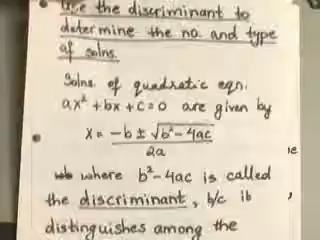 Use the discriminant to
determine the no. and type
of solns.
Solns. of quadratic eqn.
ax² + bx + c = 0 are given by
x = -b ± √b² - 4ac
2a
where b² - 4ac is called
the discriminant, b/c it
distinguishes among the